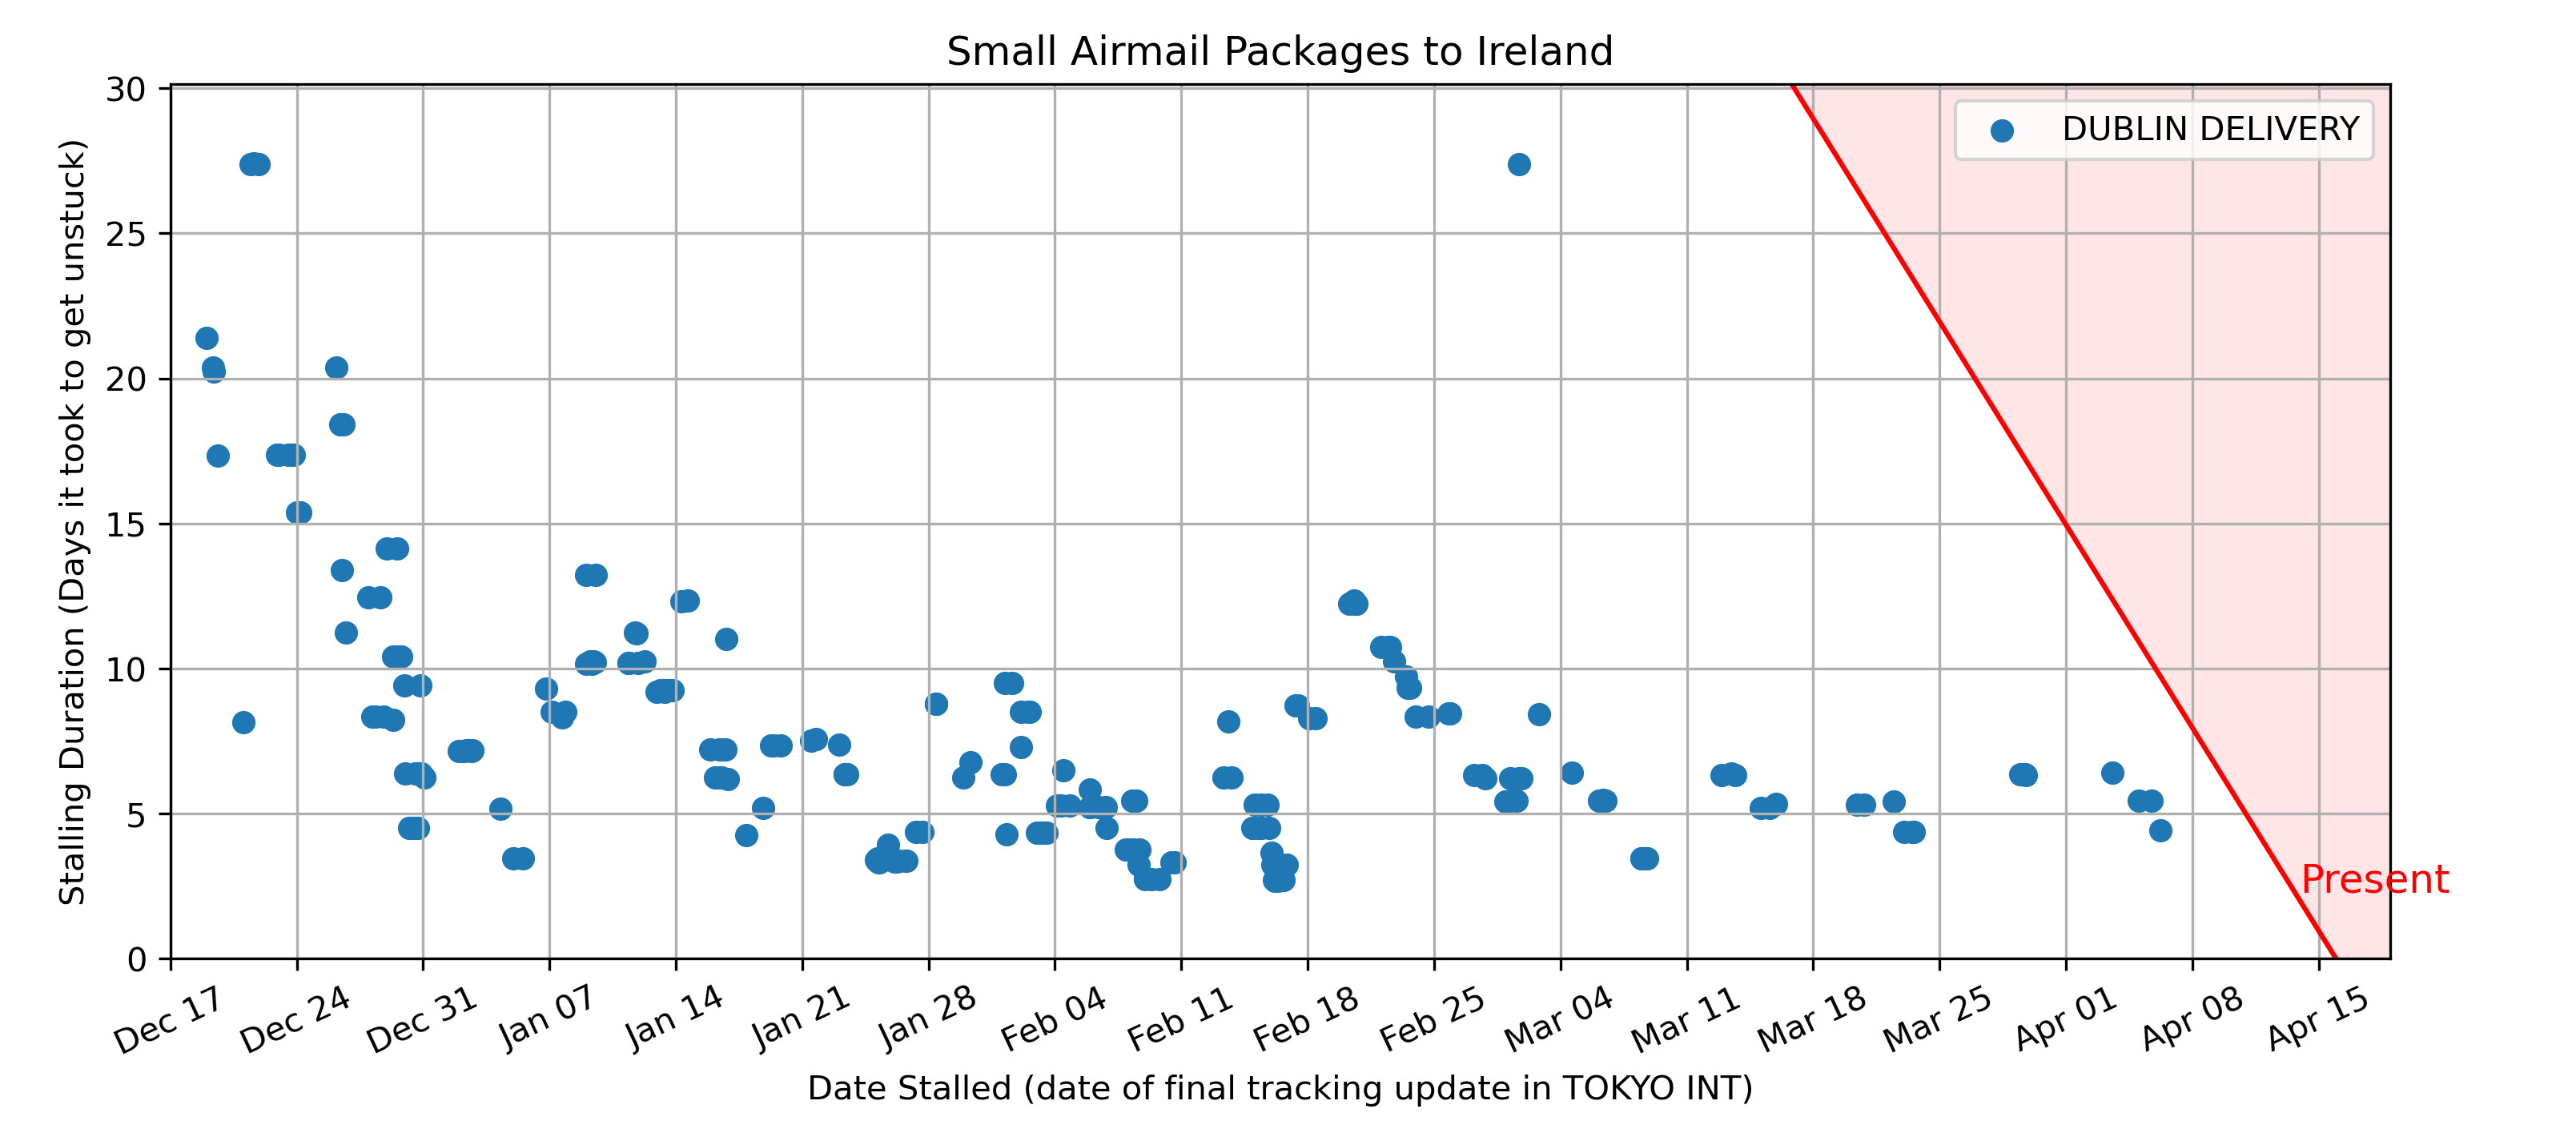 Small Airmail Packages to Ireland
30
25
20
15
10
5
0
Stalling Duration (Days it took to get unstuck)
DUBLIN DELIVERY
Present
Dec 17
Dec 24
Dec 31
Jan 07
Jan 14
Jan 21
Jan 28
Feb 04
Feb 11
Feb 18
Feb 25
Mar 04
Mar 11
Mar 18
Mar 25
Apr 01
Apr 08
Apr 15
Date Stalled (date of final tracking update in TOKYO INT)